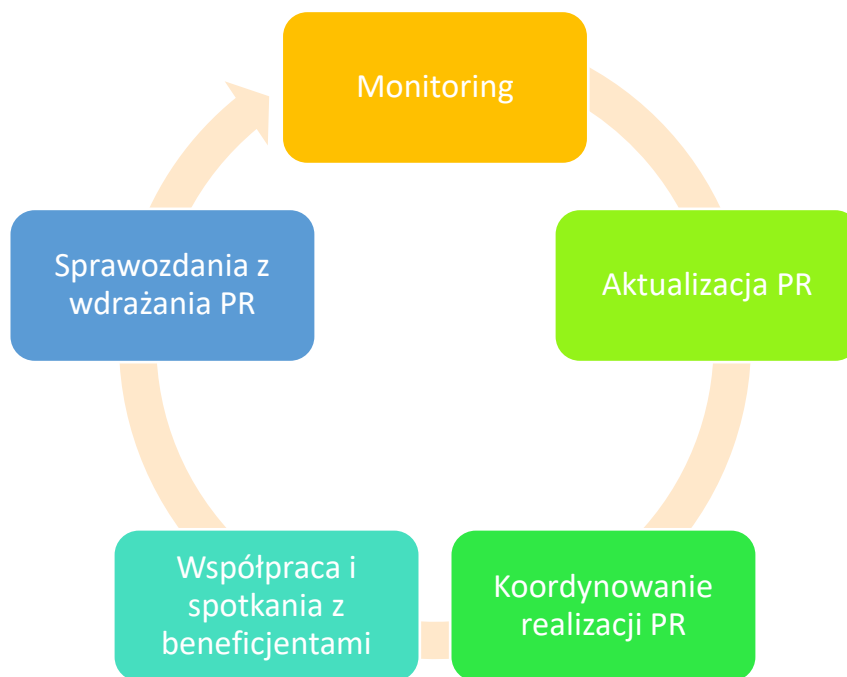 Monitoring
Aktualizacja PR
Koordynowanie
realizacji PR
Współpraca i
spotkania z
beneficjentami
Sprawozdania z
wdrażania PR